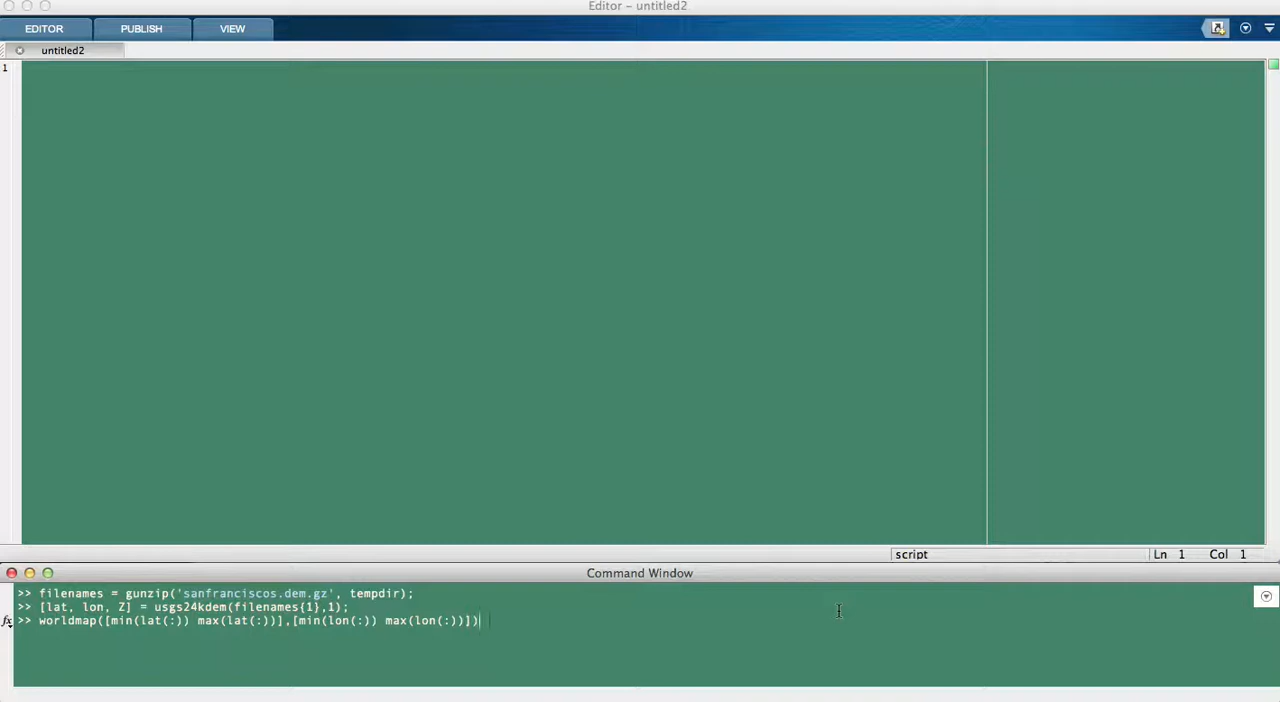 Editor – untitled2
EDITOR PUBLISH VIEW
untitled2
1
script Ln 1 Col 1
Command Window
>> filenames = gunzip('sanfranciscos.dem.gz', tempdir);
>> [lat, lon, Z] = usgs24kdem(filenames{1},1);
fx >> worldmap([min(lat(:)) max(lat(:))],[min(lon(:)) max(lon(:))])